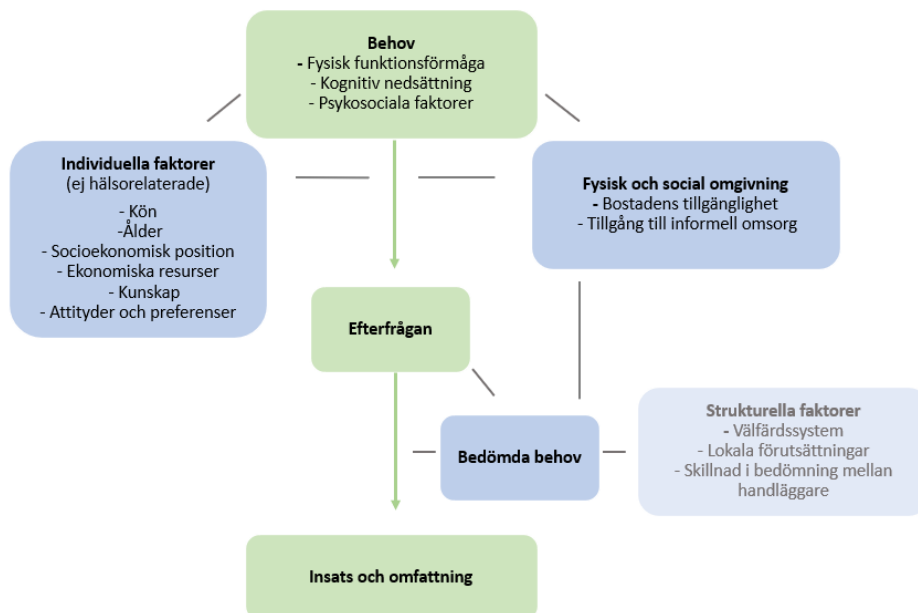 Behov
- Fysisk funktionsförmåga
- Kognitiv nedsättning
- Psykosociala faktorer
Individuella faktorer
(ej hälsorelaterade)
- Kön
-Ålder
- Socioekonomisk position
- Ekonomiska resurser
- Kunskap
- Attityder och preferenser
Fysisk och social omgivning
- Bostadens tillgänglighet
- Tillgång till informell omsorg
Efterfrågan
Bedömda behov
Strukturella faktorer
- Välfärdssystem
- Lokala förutsättningar
- Skillnad i bedömning mellan
handläggare
Insats och omfattning